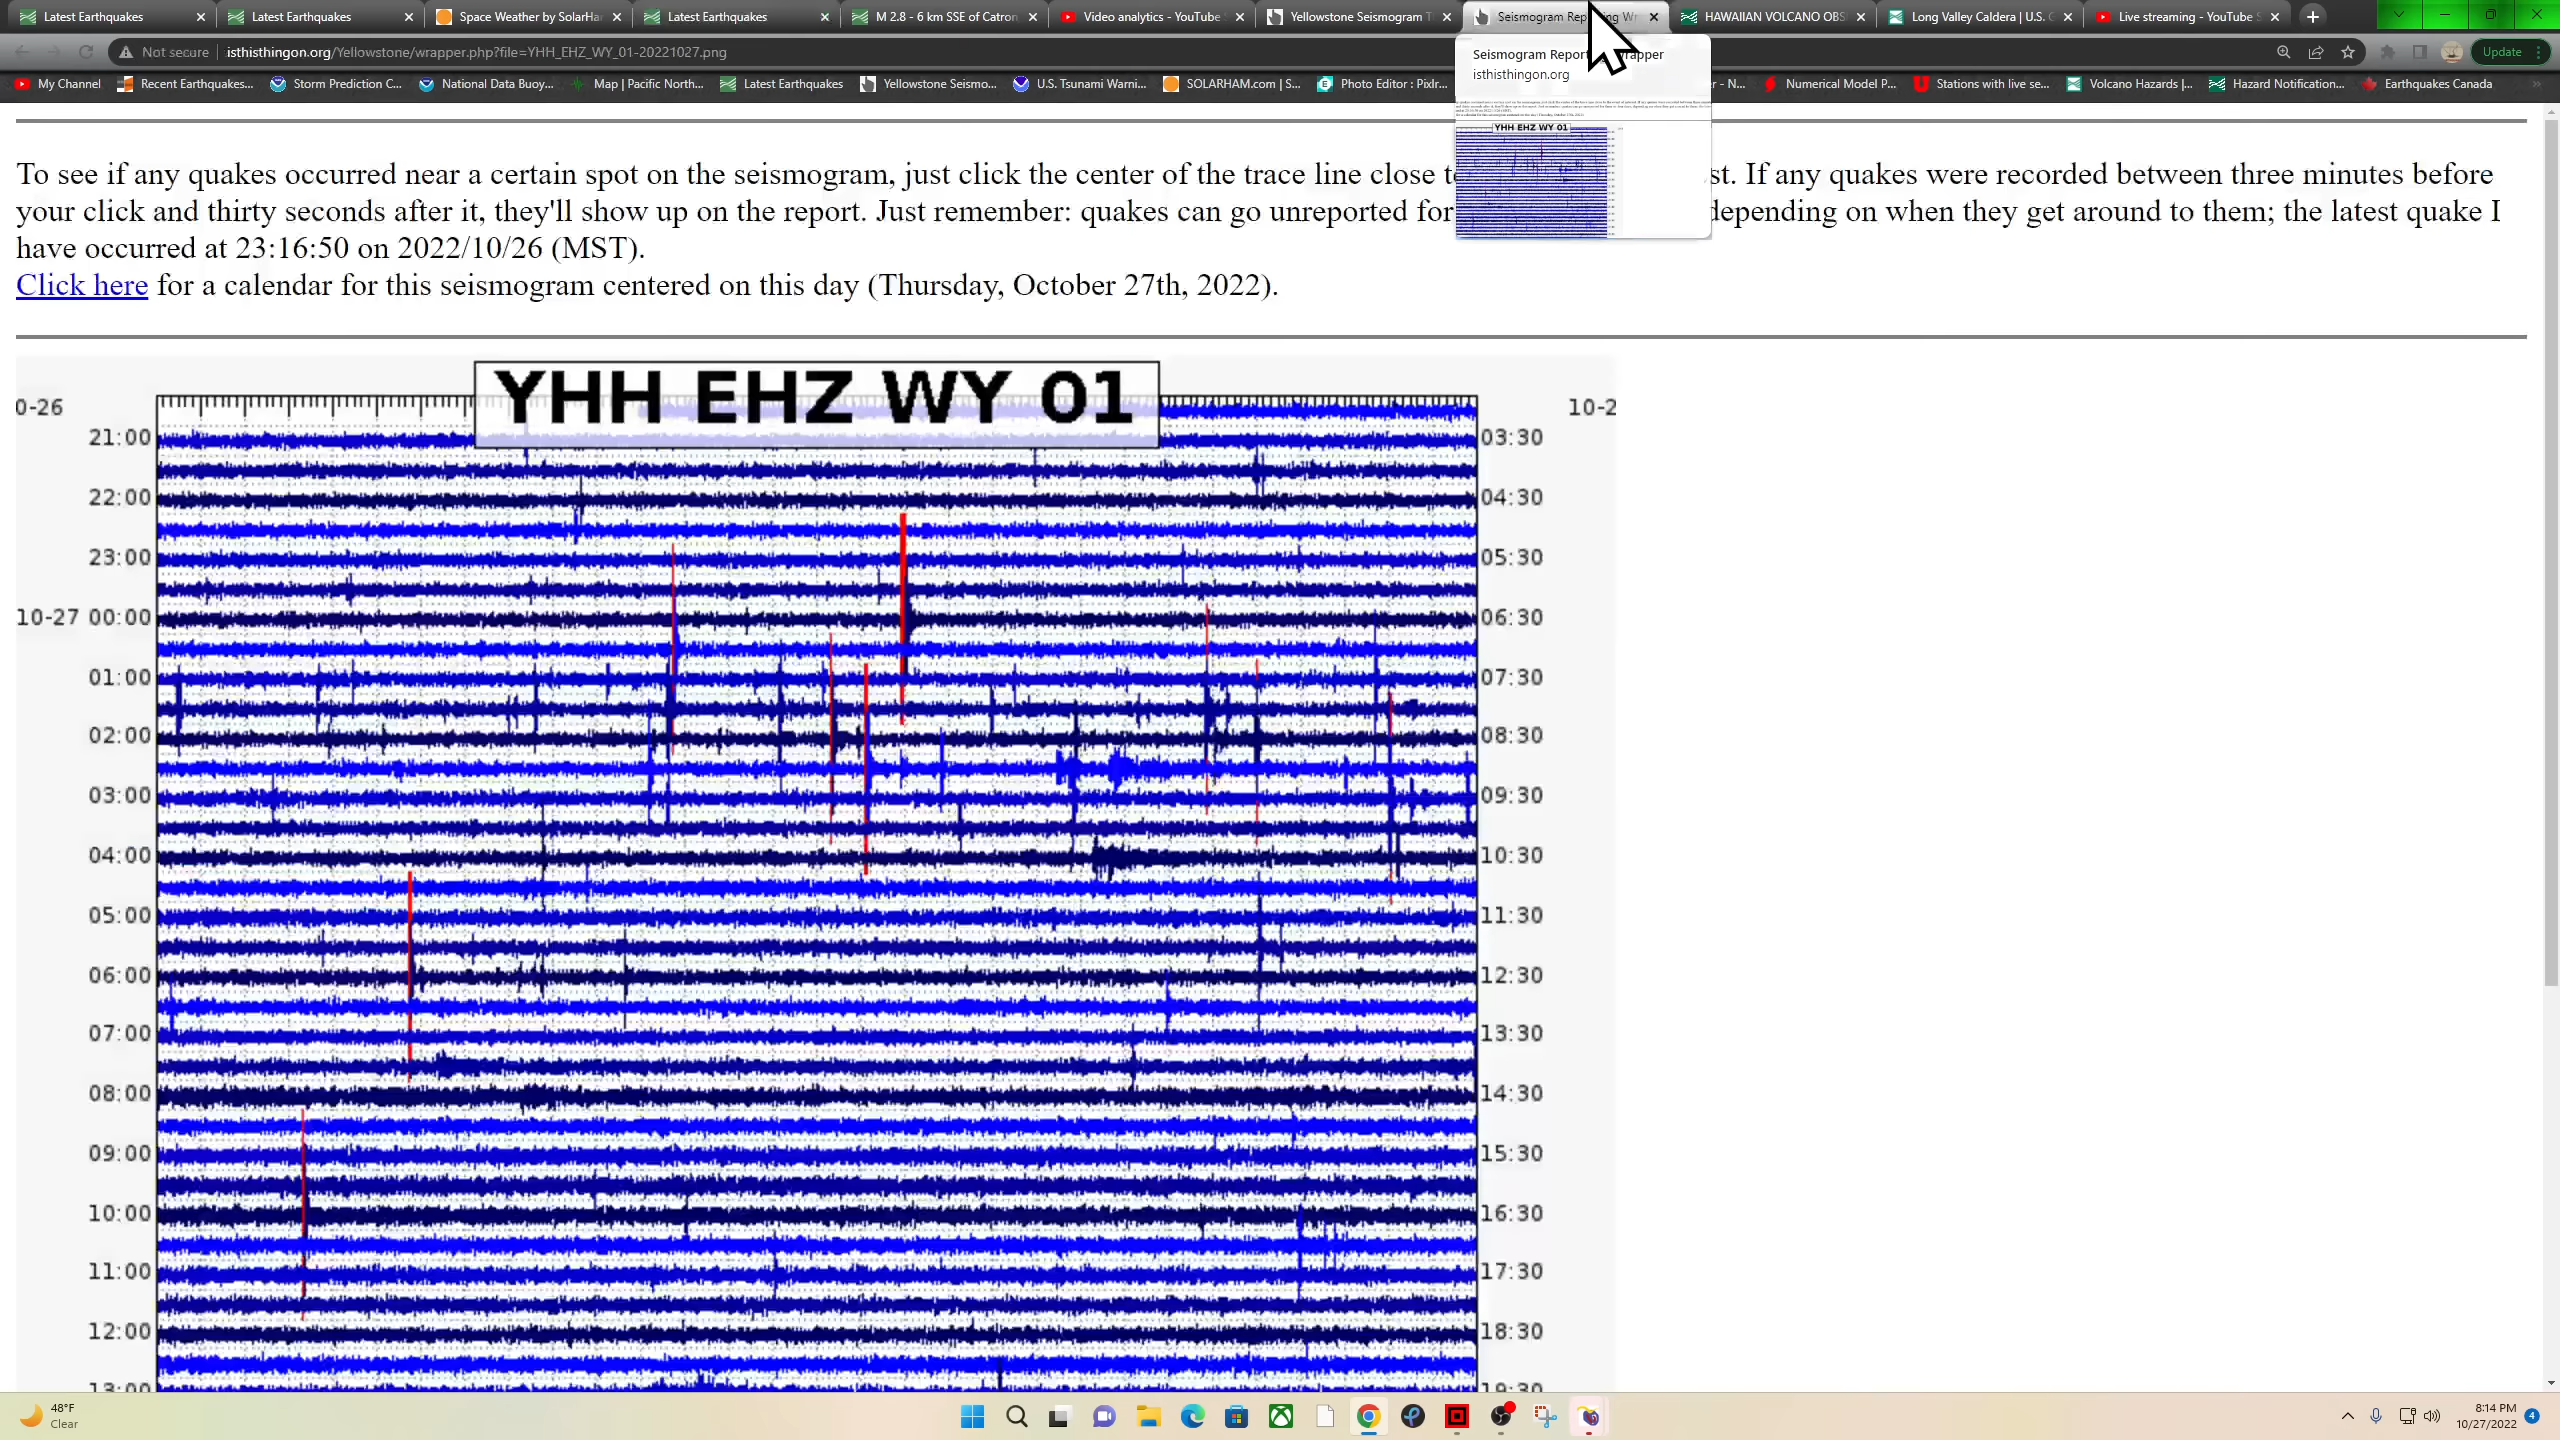 Latest Earthquakes
Latest Earthquakes
Space Weather by SolarHa
Latest Earthquakes
M 2.8 - 6 km SSE of Catron
Video analytics - YouTube
Yellowstone Seismogram T
Seismogram Rep
HAWAIIAN VOLCANO OBS
Long Valley Caldera | U.S. G
Live streaming - YouTube S
Not secure
isthisthingon.org/Yellowstone/wrapper.php?file=YHH_EHZ_WY_01-20221027.png
Update
Seismogram Report rapper
isthisthingon.org
My Channel
Recent Earthquakes...
Storm Prediction C...
National Data Buoy...
Map | Pacific North...
Latest Earthquakes
Yellowstone Seismo...
U.S. Tsunami Warni...
SOLARHAM.com | S...
Photo Editor : Pixlr...
er - N...
Numerical Model P...
Stations with live se...
Volcano Hazards |...
Hazard Notification...
Earthquakes Canada
To see if any quakes occurred near a certain spot on the seismogram, just click the center of the trace line close t st. If any quakes were recorded between three minutes before
your click and thirty seconds after it, they'll show up on the report. Just remember: quakes can go unreported for depending on when they get around to them; the latest quake I
have occurred at 23:16:50 on 2022/10/26 (MST).
Click here for a calendar for this seismogram centered on this day (Thursday, October 27th, 2022).
YHH EHZ WY 01
YHH EHZ WY 01
0-26
10-2
21:00
03:30
22:00
04:30
23:00
05:30
10-27 00:00
06:30
01:00
07:30
02:00
08:30
03:00
09:30
04:00
10:30
05:00
11:30
06:00
12:30
07:00
13:30
08:00
14:30
09:00
15:30
10:00
16:30
11:00
17:30
12:00
18:30
13:00
19:30
48°F
Clear
8:14 PM
10/27/2022
4